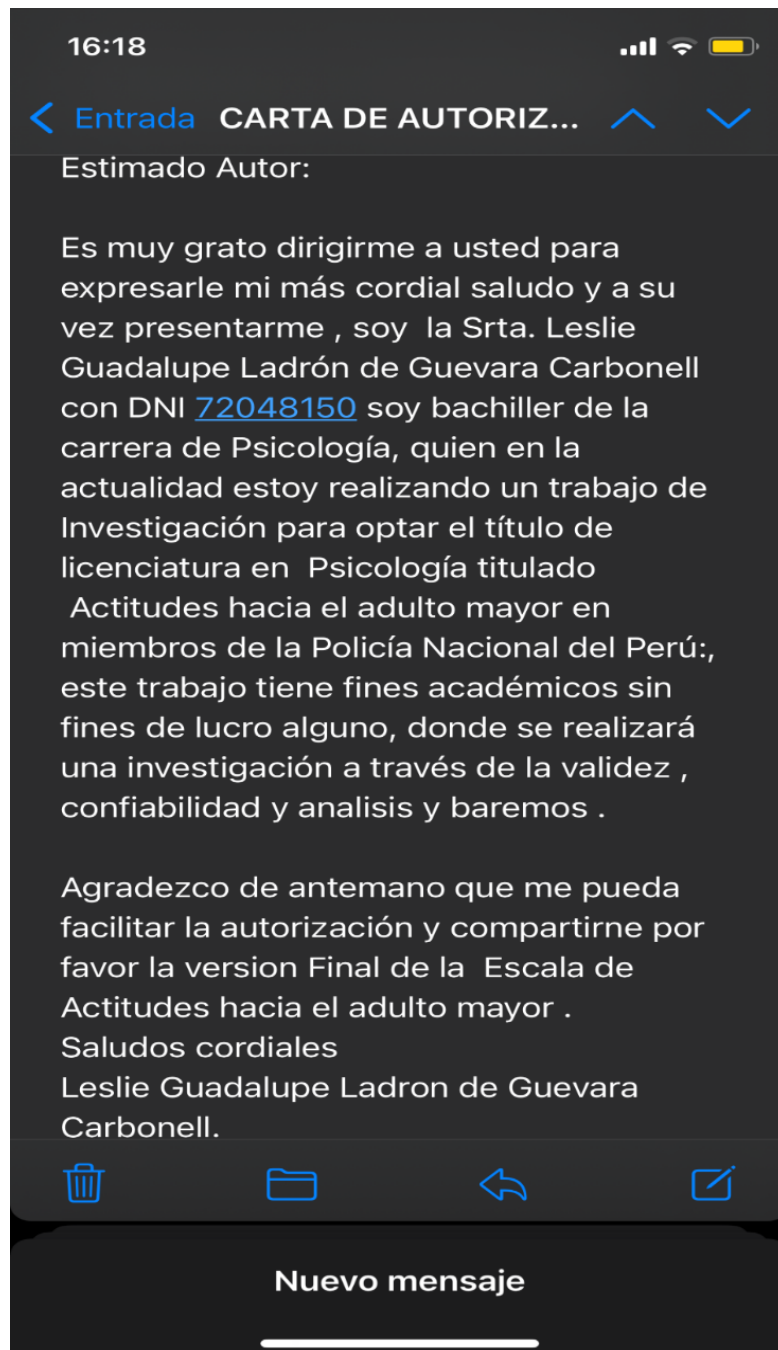 16:18
Entrada CARTA DE AUTORIZ...
Estimado Autor:
Es muy grato dirigirme a usted para
expresarle mi más cordial saludo y a su
vez presentarme , soy  la Srta. Leslie
Guadalupe Ladrón de Guevara Carbonell
con DNI 72048150 soy bachiller de la
carrera de Psicología, quien en la
actualidad estoy realizando un trabajo de
Investigación para optar el título de
licenciatura en  Psicología titulado
Actitudes hacia el adulto mayor en
miembros de la Policía Nacional del Perú:,
este trabajo tiene fines académicos sin
fines de lucro alguno, donde se realizará
una investigación a través de la validez ,
confiabilidad y analisis y baremos .
Agradezco de antemano que me pueda
facilitar la autorización y compartirne por
favor la version Final de la  Escala de
Actitudes hacia el adulto mayor .
Saludos cordiales
Leslie Guadalupe Ladron de Guevara
Carbonell.
Nuevo mensaje